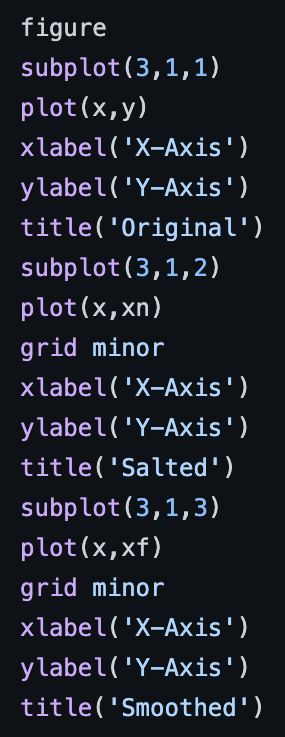 figure
subplot(3,1,1)
plot(x,y)
xlabel('X-Axis')
ylabel('Y-Axis')
title('Original')
subplot(3,1,2)
plot(x,xn)
grid minor
xlabel('X-Axis')
ylabel('Y-Axis')
title('Salted')
subplot(3,1,3)
plot(x,xf)
grid minor
xlabel('X-Axis')
ylabel('Y-Axis')
title('Smoothed')